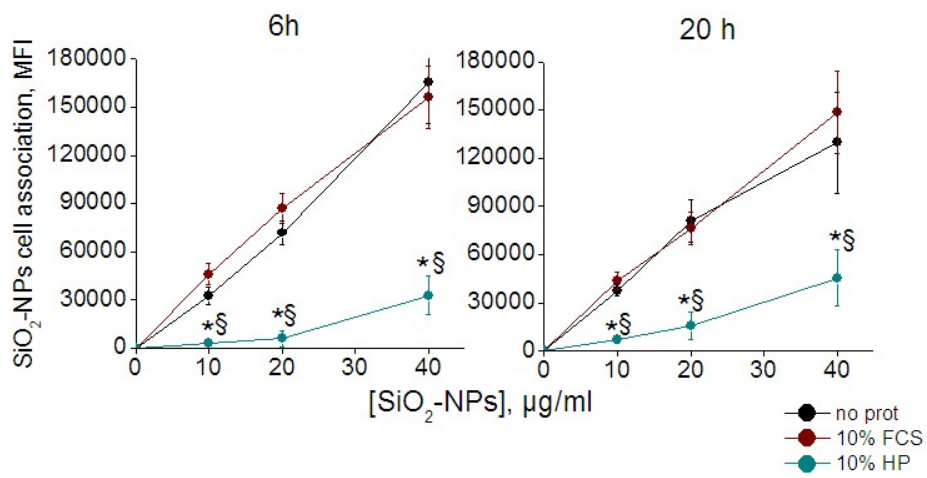 6h
20 h
SiO2-NPs cell association, MFI
180000
150000
120000
90000
60000
30000
0
*§
*§
*§
0 10 20 30 40
180000
150000
120000
90000
60000
30000
0
*§
*§
*§
0 10 20 30 40
[SiO2-NPs], µg/ml
no prot
10% FCS
10% HP